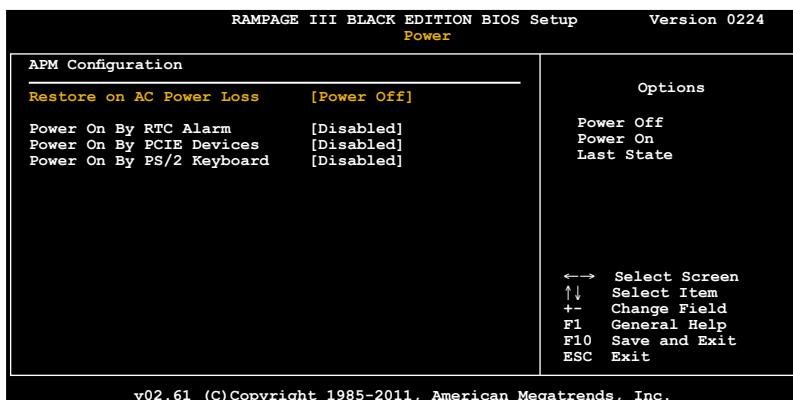 RAMPAGE III BLACK EDITION BIOS Setup Version 0224
Power
APM Configuration
Restore on AC Power Loss [Power Off]
Power On By RTC Alarm [Disabled]
Power On By PCIE Devices [Disabled]
Power On By PS/2 Keyboard [Disabled]
Options
Power Off
Power On
Last State
←→ Select Screen
↑↓ Select Item
+- Change Field
F1 General Help
F10 Save and Exit
ESC Exit
v02.61 (C)Copyright 1985-2011, American Megatrends, Inc.